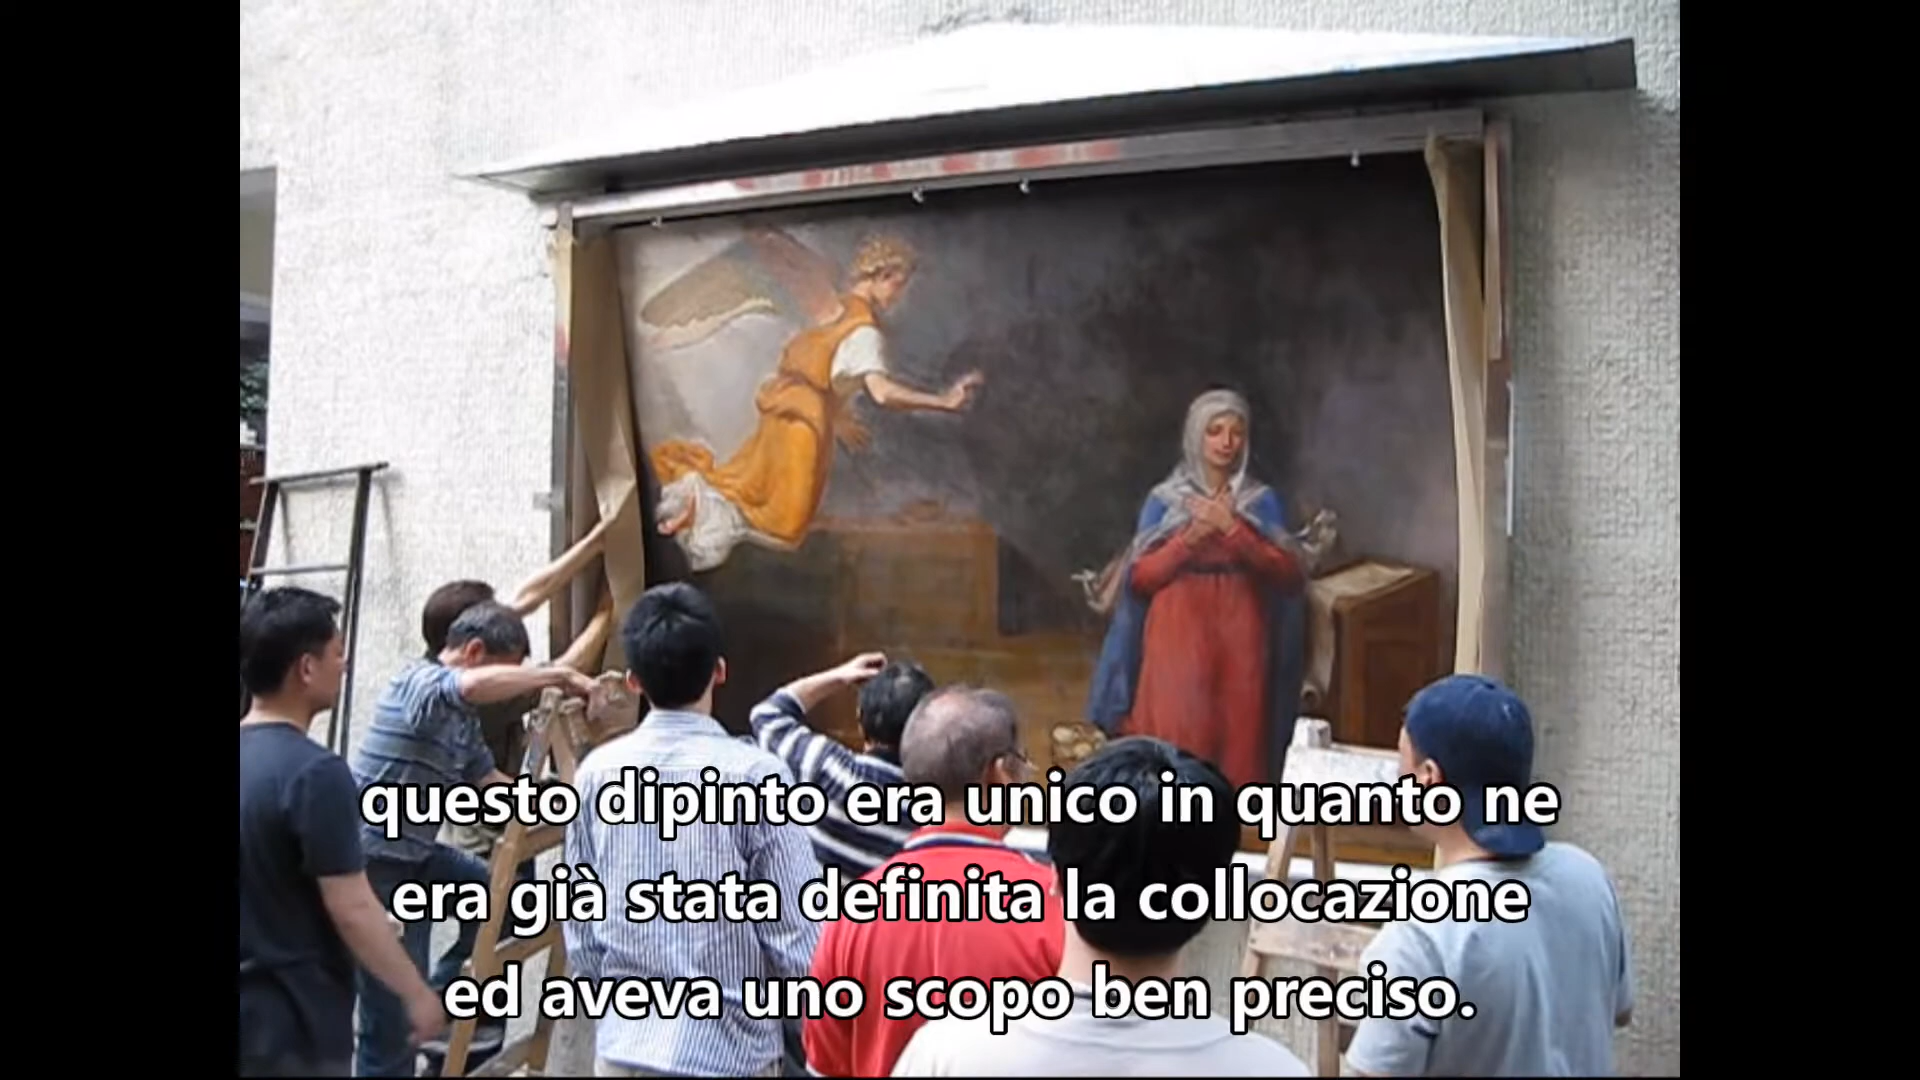 questo dipinto era unico in quanto ne
era già stata definita la collocazione
ed aveva uno scopo ben preciso.